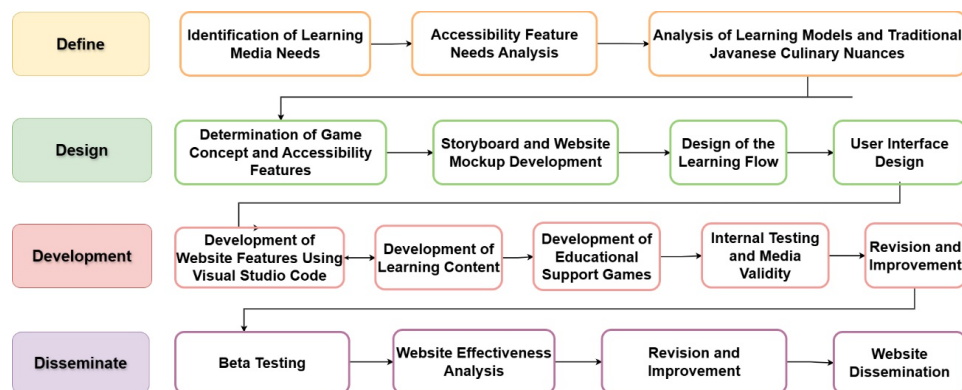 Define
Identification of Learning
Media Needs
Accessibility Feature
Needs Analysis
Analysis of Learning Models and Traditional
Javanese Culinary Nuances
Design
Determination of Game
Concept and Accessibility
Features
Storyboard and Website
Mockup Development
Design of the
Learning Flow
User Interface
Design
Development
Development of
Website Features Using
Visual Studio Code
Development of
Learning Content
Development of
Educational
Support Games
Internal Testing
and Media
Validity
Revision and
Improvement
Disseminate
Beta Testing
Website Effectiveness
Analysis
Revision and
Improvement
Website
Dissemination